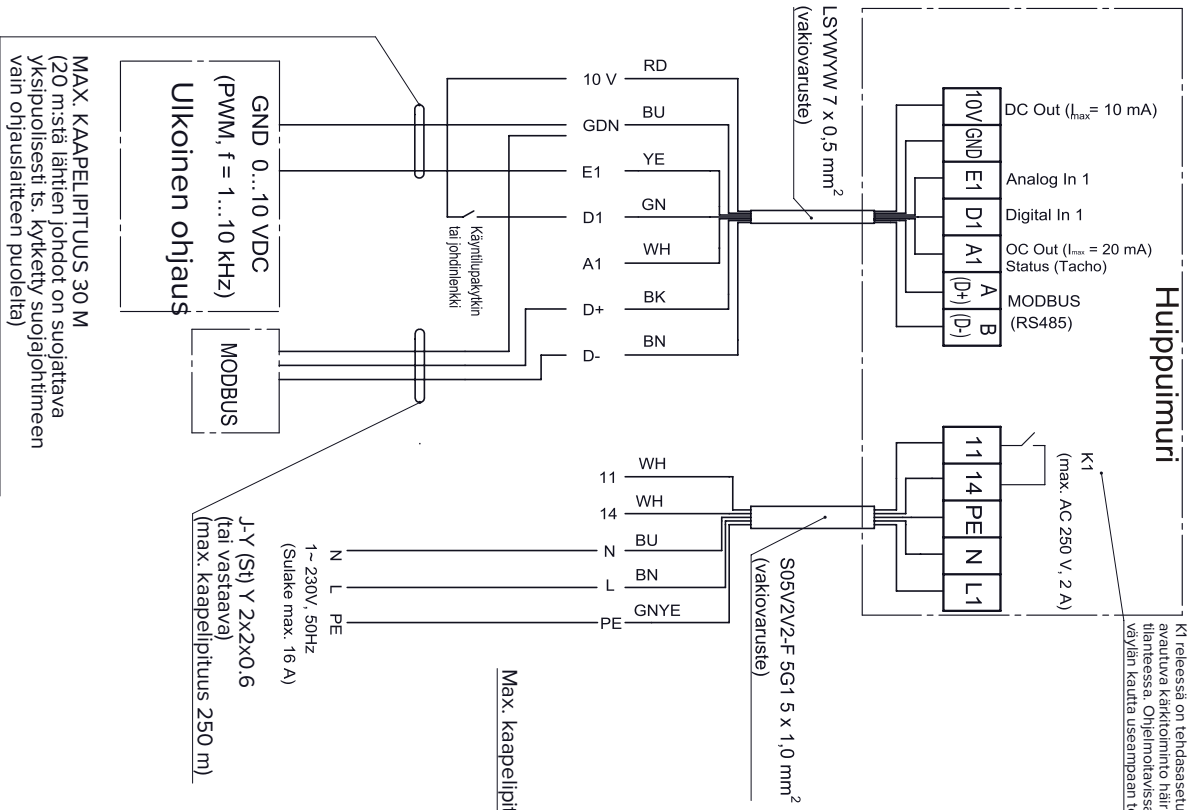 Huippuimuri
10V
GND
E1
D1
A1
A
(D+)
B
(D-)
DC Out (Imax= 10 mA)
Analog In 1
Digital In 1
OC Out (Imax = 20 mA)
Status (Tacho)
MODBUS
(RS485)
11
14
PE
N
L1
K1
(max. AC 250 V, 2 A)
K1 releessä on tehdasasetu
avautuva kärkitoiminto häir
tilanteessa. Ohjelmoitavissa
väylän kautta useampaan t
LSYWYW 7 x 0,5 mm²
(vakiovaruste)
S05V2V2-F 5G1 5 x 1,0 mm²
(vakiovaruste)
10 V RD
GDN BU
E1 YE
D1 GN
A1 WH
D+ BK
D- BN
Käyntilupakytkin
tai johdinlenkki
11 WH
14 WH
N BU
L BN
PE GNYE
N
L
PE
1~ 230V, 50Hz
(Sulake max. 16 A)
GND 0...10 VDC
(PWM, f = 1...10 kHz)
Ulkoinen ohjaus
MODBUS
MAX. KAAPELIPITUUS 30 M
(20 m:stä lähtien johdot on suojattava
yksipuolisesti ts. kytketty suojajohtimeen
vain ohjauslaitteen puolelta)
J-Y (St) Y 2x2x0.6
(tai vastaava)
(max. kaapelipituus 250 m)
Max. kaapelipit